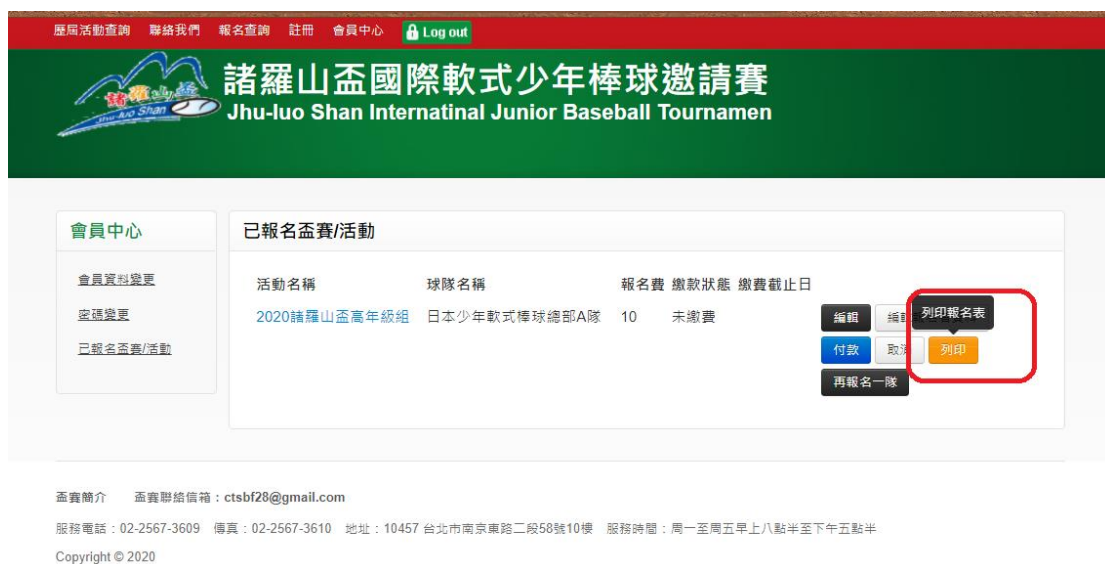 歷屆活動查詢 聯絡我們 報名查詢 註冊 會員中心 Log out
諸羅山盃
Jhu-luo Shan
諸羅山盃國際軟式少年棒球邀請賽
Jhu-luo Shan Internatinal Junior Baseball Tournamen
會員中心
會員資料變更
密碼變更
已報名盃賽/活動
已報名盃賽/活動
活動名稱 球隊名稱 報名費 繳款狀態 繳費截止日
2020諸羅山盃高年級組 日本少年軟式棒球總部A隊 10 未繳費
編輯 列印報名表
付款 取消 列印
再報名一隊
盃賽簡介 盃賽聯絡信箱：ctsbf28@gmail.com
服務電話：02-2567-3609 傳真：02-2567-3610 地址：10457 台北市南京東路二段58號10樓 服務時間：周一至周五早上八點半至下午五點半
Copyright © 2020